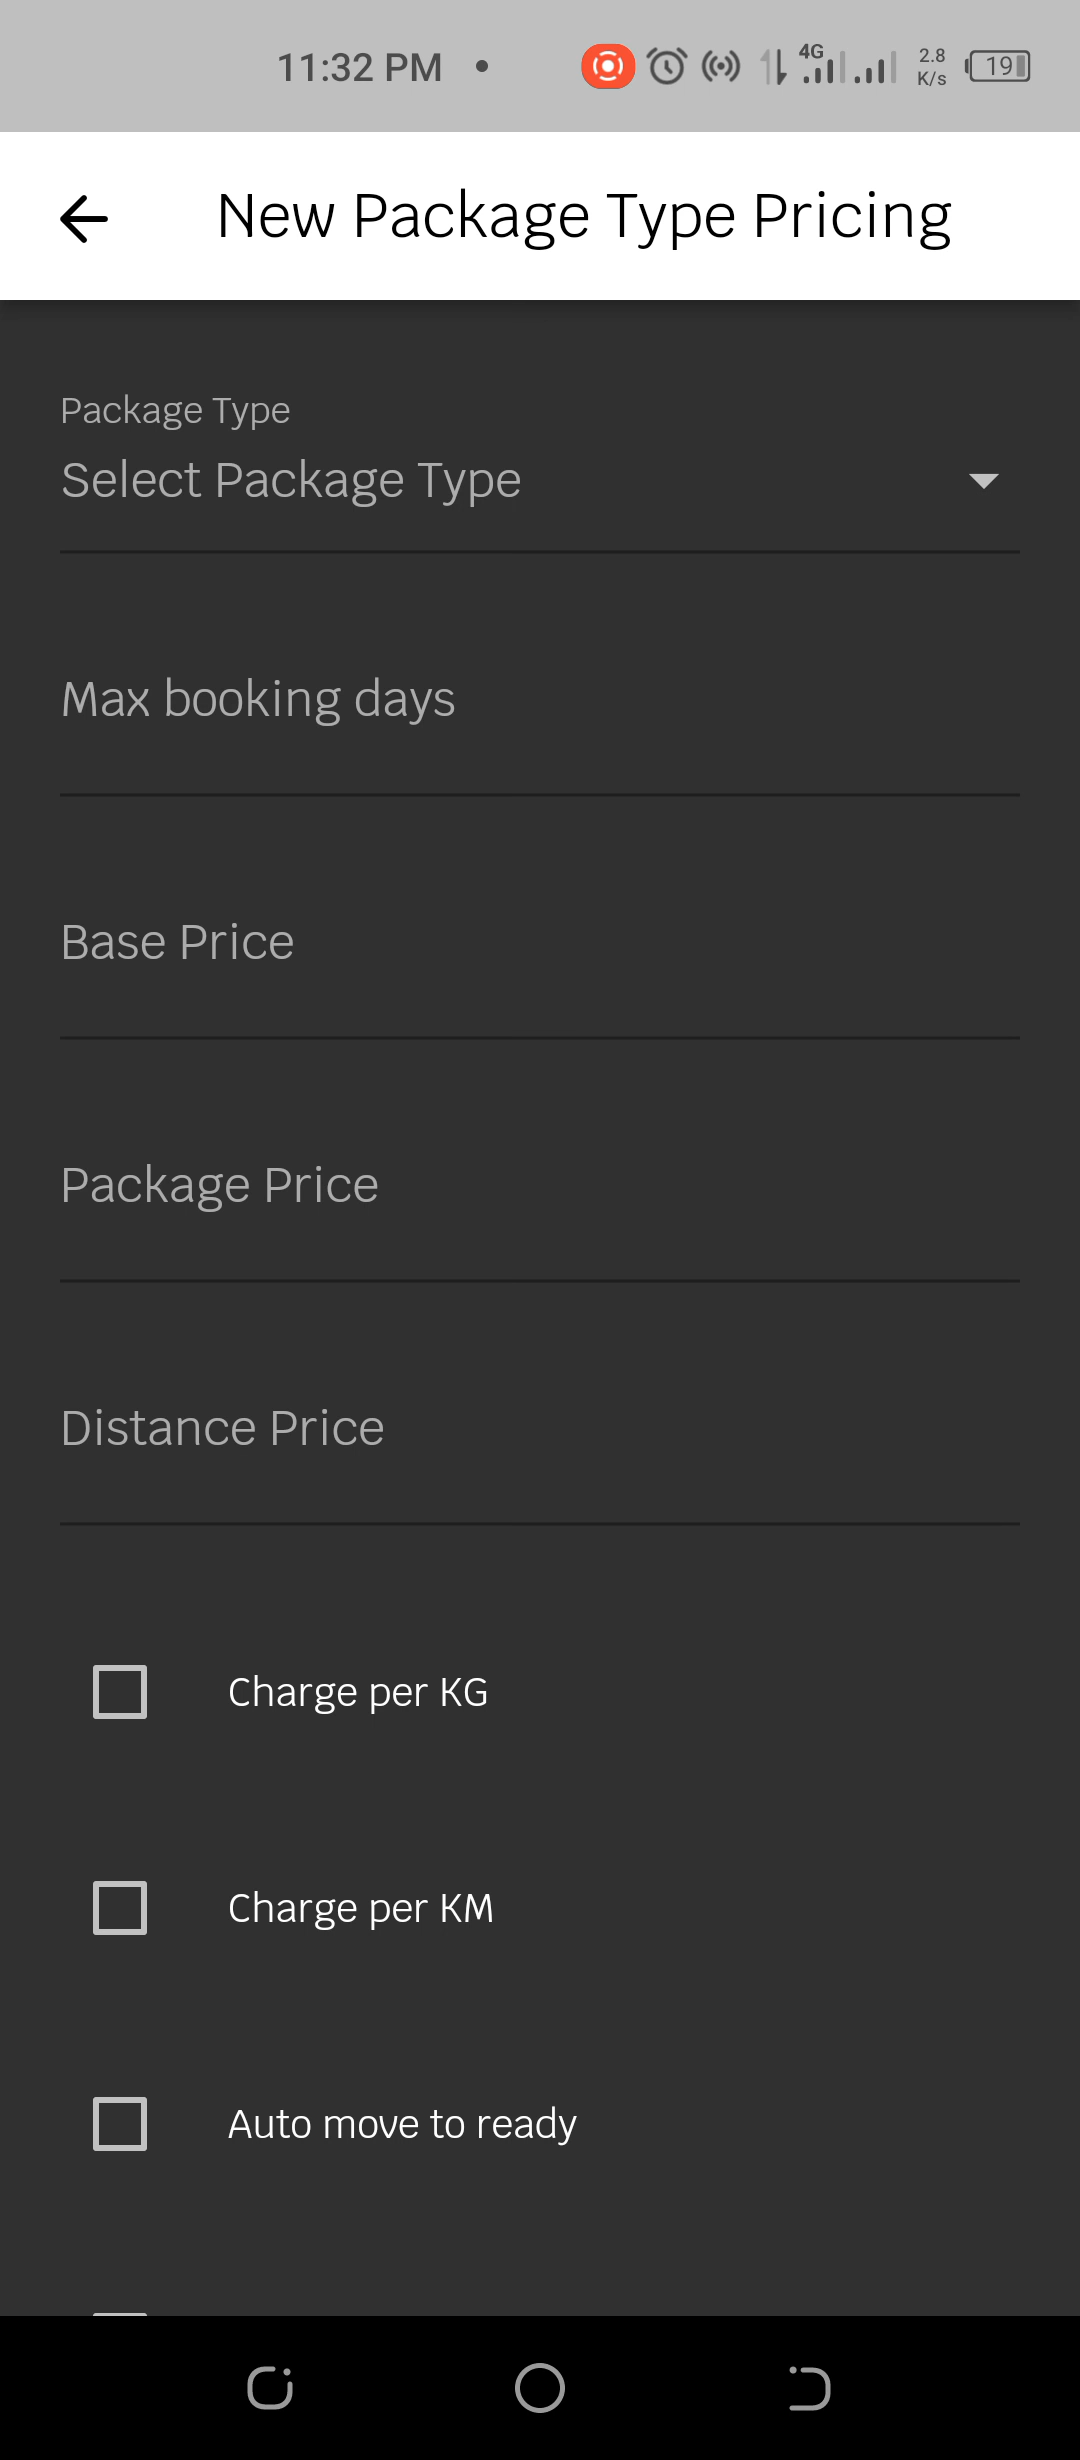 11:32 PM
4G
2.8
K/s
19
New Package Type Pricing
Package Type
Select Package Type
Max booking days
Base Price
Package Price
Distance Price
Charge per KG
Charge per KM
Auto move to ready